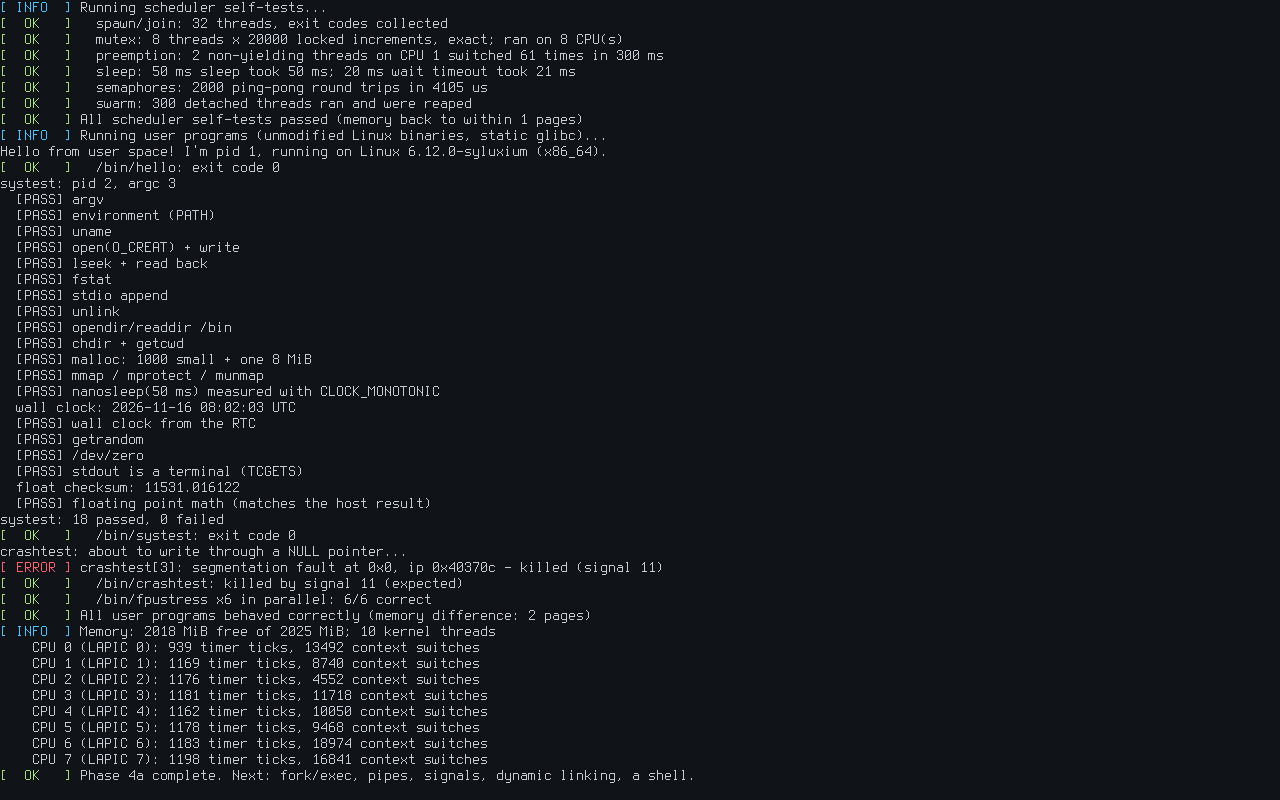 [ INFO  ] Running scheduler self-tests...
[  OK   ]   spawn/join: 32 threads, exit codes collected
[  OK   ]   mutex: 8 threads x 20000 locked increments, exact; ran on 8 CPU(s)
[  OK   ]   preemption: 2 non-yielding threads on CPU 1 switched 61 times in 300 ms
[  OK   ]   sleep: 50 ms sleep took 50 ms; 20 ms wait timeout took 21 ms
[  OK   ]   semaphores: 2000 ping-pong round trips in 4105 us
[  OK   ]   swarm: 300 detached threads ran and were reaped
[  OK   ] All scheduler self-tests passed (memory back to within 1 pages)
[ INFO  ] Running user programs (unmodified Linux binaries, static glibc)...
Hello from user space! I'm pid 1, running on Linux 6.12.0-syluxium (x86_64).
[  OK   ]   /bin/hello: exit code 0
systest: pid 2, argc 3
  [PASS] argv
  [PASS] environment (PATH)
  [PASS] uname
  [PASS] open(O_CREAT) + write
  [PASS] lseek + read back
  [PASS] fstat
  [PASS] stdio append
  [PASS] unlink
  [PASS] opendir/readdir /bin
  [PASS] chdir + getcwd
  [PASS] malloc: 1000 small + one 8 MiB
  [PASS] mmap / mprotect / munmap
  [PASS] nanosleep(50 ms) measured with CLOCK_MONOTONIC
  wall clock: 2026-11-16 08:02:03 UTC
  [PASS] wall clock from the RTC
  [PASS] getrandom
  [PASS] /dev/zero
  [PASS] stdout is a terminal (TCGETS)
  float checksum: 11531.016122
  [PASS] floating point math (matches the host result)
systest: 18 passed, 0 failed
[  OK   ]   /bin/systest: exit code 0
crashtest: about to write through a NULL pointer...
[ ERROR ] crashtest[3]: segmentation fault at 0x0, ip 0x40370c - killed (signal 11)
[  OK   ]   /bin/crashtest: killed by signal 11 (expected)
[  OK   ]   /bin/fpustress x6 in parallel: 6/6 correct
[  OK   ] All user programs behaved correctly (memory difference: 2 pages)
[ INFO  ] Memory: 2018 MiB free of 2025 MiB; 10 kernel threads
    CPU 0 (LAPIC 0): 939 timer ticks, 13492 context switches
    CPU 1 (LAPIC 1): 1169 timer ticks, 8740 context switches
    CPU 2 (LAPIC 2): 1176 timer ticks, 4552 context switches
    CPU 3 (LAPIC 3): 1181 timer ticks, 11718 context switches
    CPU 4 (LAPIC 4): 1162 timer ticks, 10050 context switches
    CPU 5 (LAPIC 5): 1178 timer ticks, 9468 context switches
    CPU 6 (LAPIC 6): 1183 timer ticks, 18974 context switches
    CPU 7 (LAPIC 7): 1198 timer ticks, 16841 context switches
[  OK   ] Phase 4a complete. Next: fork/exec, pipes, signals, dynamic linking, a shell.